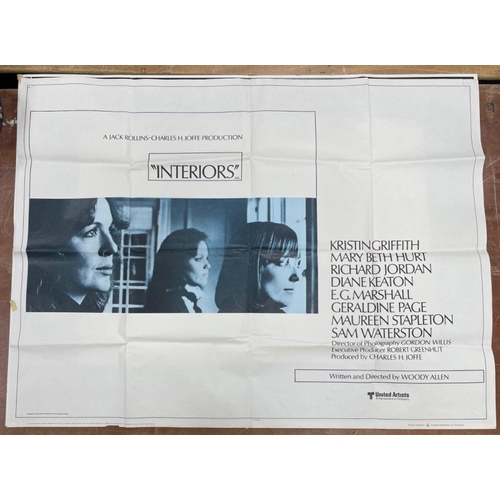 A JACK ROLLINS-CHARLES H. JOFFE PRODUCTION
"INTERIORS"
KRISTIN GRIFFITH
MARY BETH HURT
RICHARD JORDAN
DIANE KEATON
E.G. MARSHALL
GERALDINE PAGE
MAUREEN STAPLETON
SAM WATERSTON
Director of Photography GORDON WILLIS
Executive Producer ROBERT GREENHUT
Produced by CHARLES H. JOFFE
Written and Directed by WOODY ALLEN
United Artists